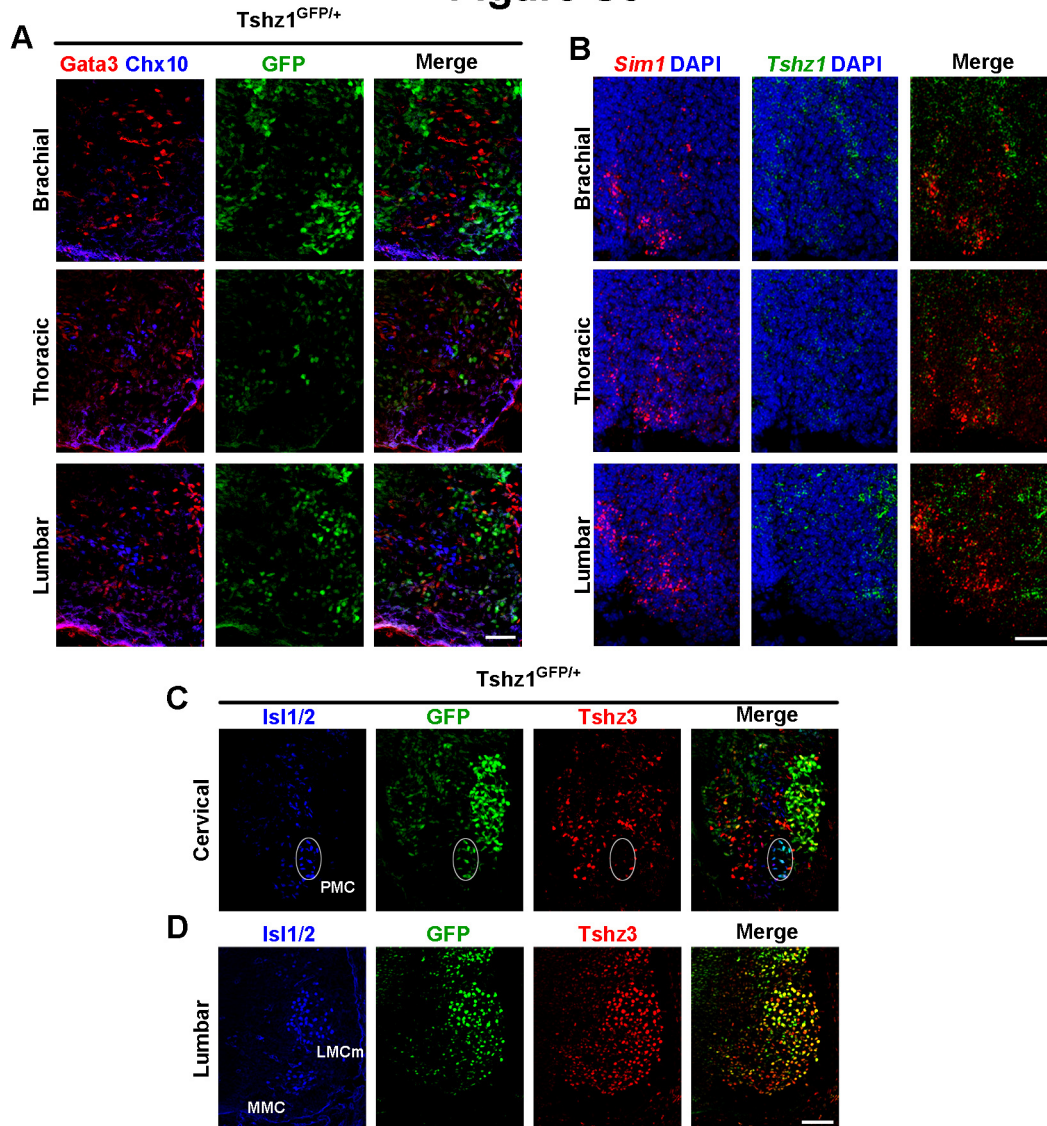 Tshz1GFP/+
A
Gata3 Chx10
GFP
Merge
Brachial
Thoracic
Lumbar
B
Sim1 DAPI
Tshz1 DAPI
Merge
Brachial
Thoracic
Lumbar
Tshz1GFP/+
C
Isl1/2
GFP
Tshz3
Merge
Cervical
PMC
D
Isl1/2
GFP
Tshz3
Merge
Lumbar
LMCm
MMC